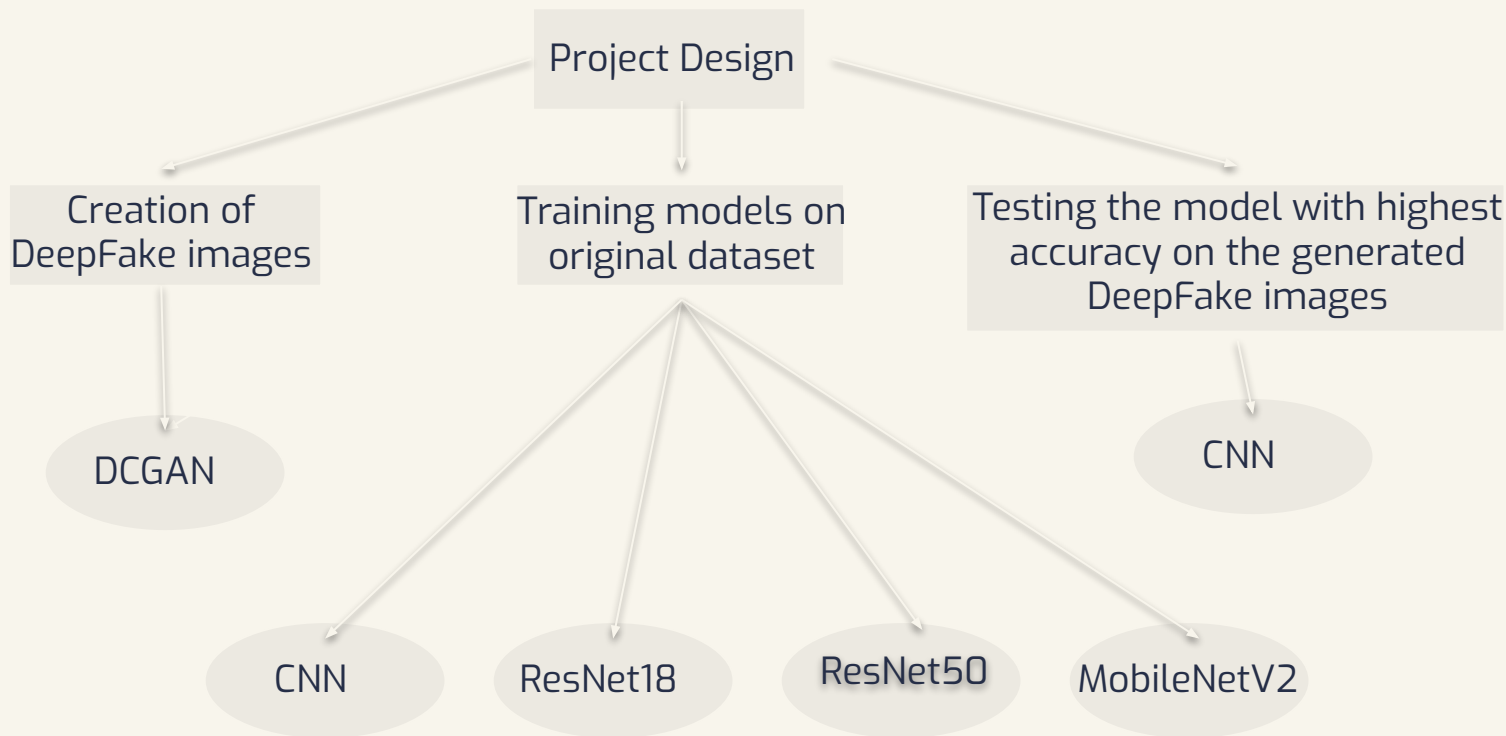 Project Design
Creation of
DeepFake images
Training models on
original dataset
Testing the model with highest
accuracy on the generated
DeepFake images
DCGAN
CNN
CNN
ResNet18
ResNet50
MobileNetV2